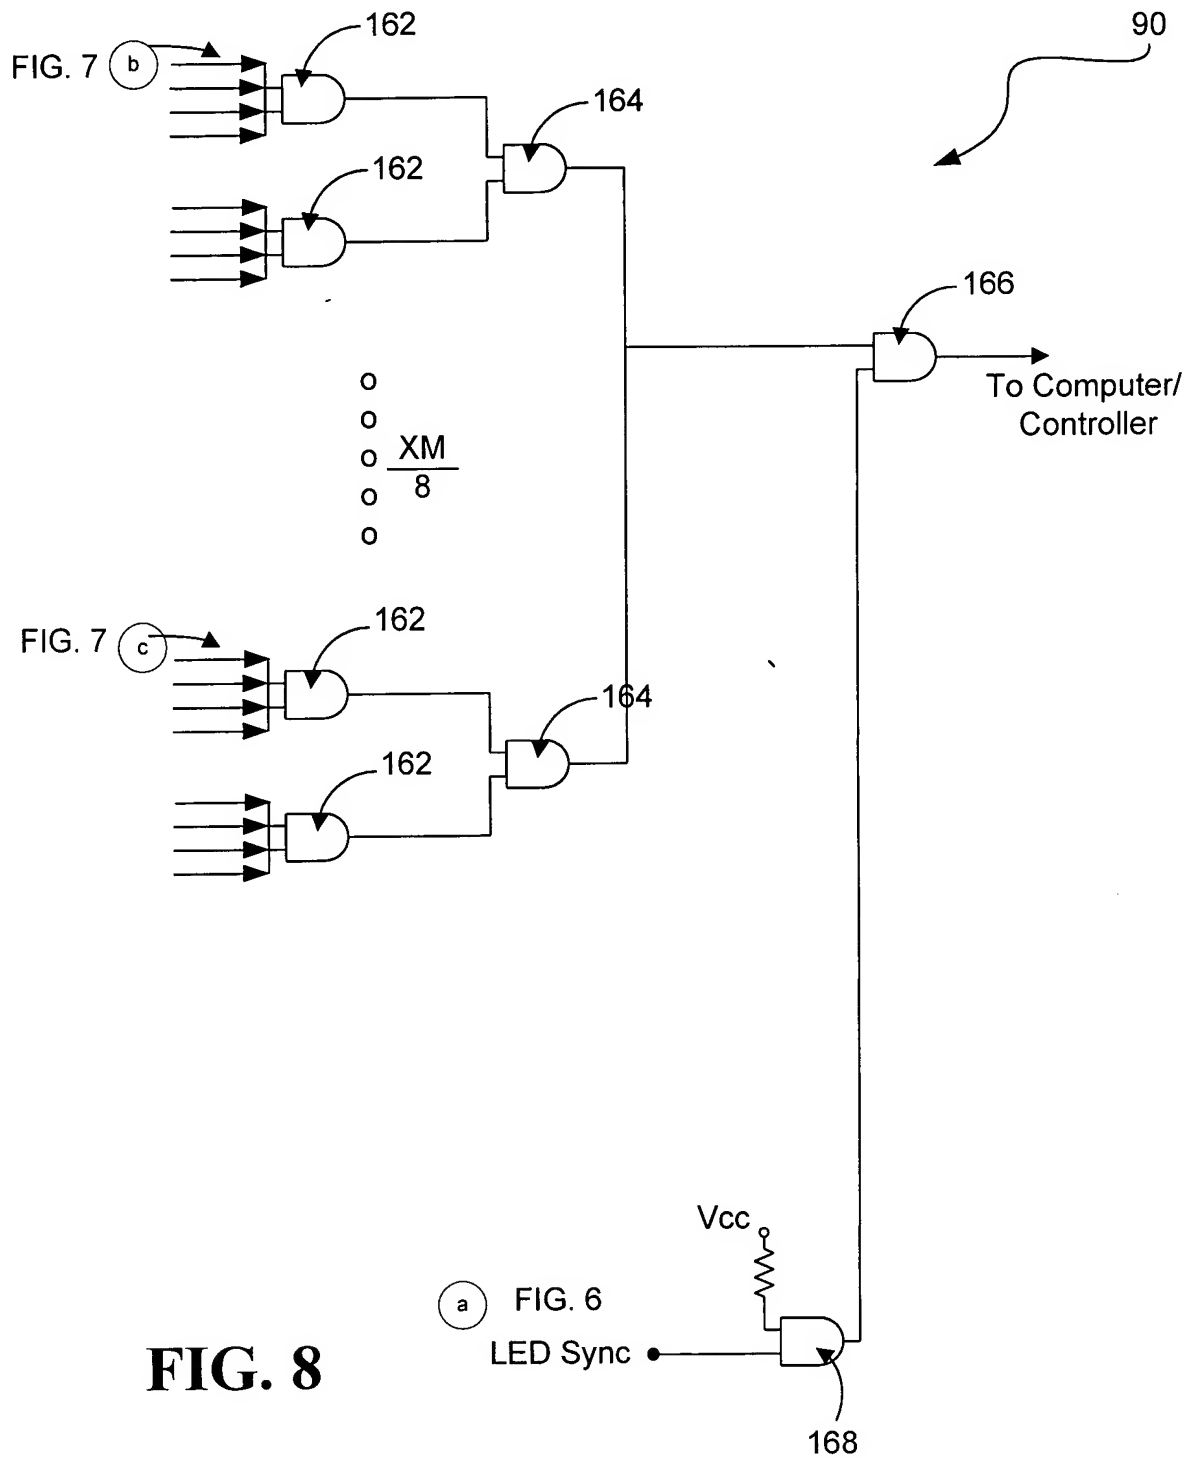 162
90
FIG. 7 b
164
162
166
To Computer/
Controller
XM
8
162
FIG. 7 c
164
162
Vcc
a FIG. 6
LED Sync
FIG. 8
168